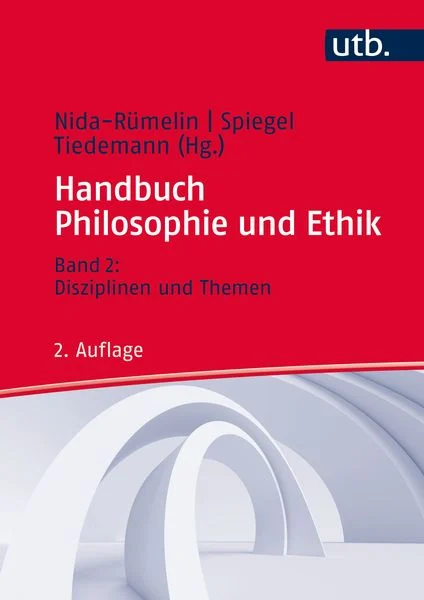 utb.
Nida-Rümelin | Spiegel
Tiedemann (Hg.)
Handbuch
Philosophie und Ethik
Band 2:
Disziplinen und Themen
2. Auflage